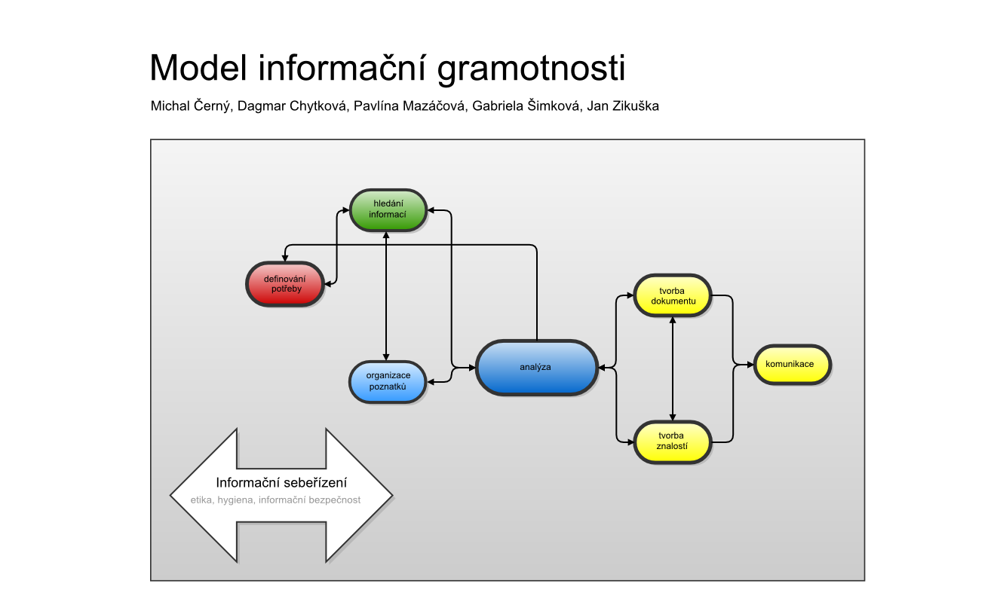 Model informační gramotnosti
Michal Černý, Dagmar Chytková, Pavlína Mazáčová, Gabriela Šimková, Jan Zikuška
hledání
informací
definování
potřeby
organizace
poznatků
analýza
tvorba
dokumentu
tvorba
znalostí
komunikace
Informační sebeřízení
etika, hygiena, informační bezpečnost